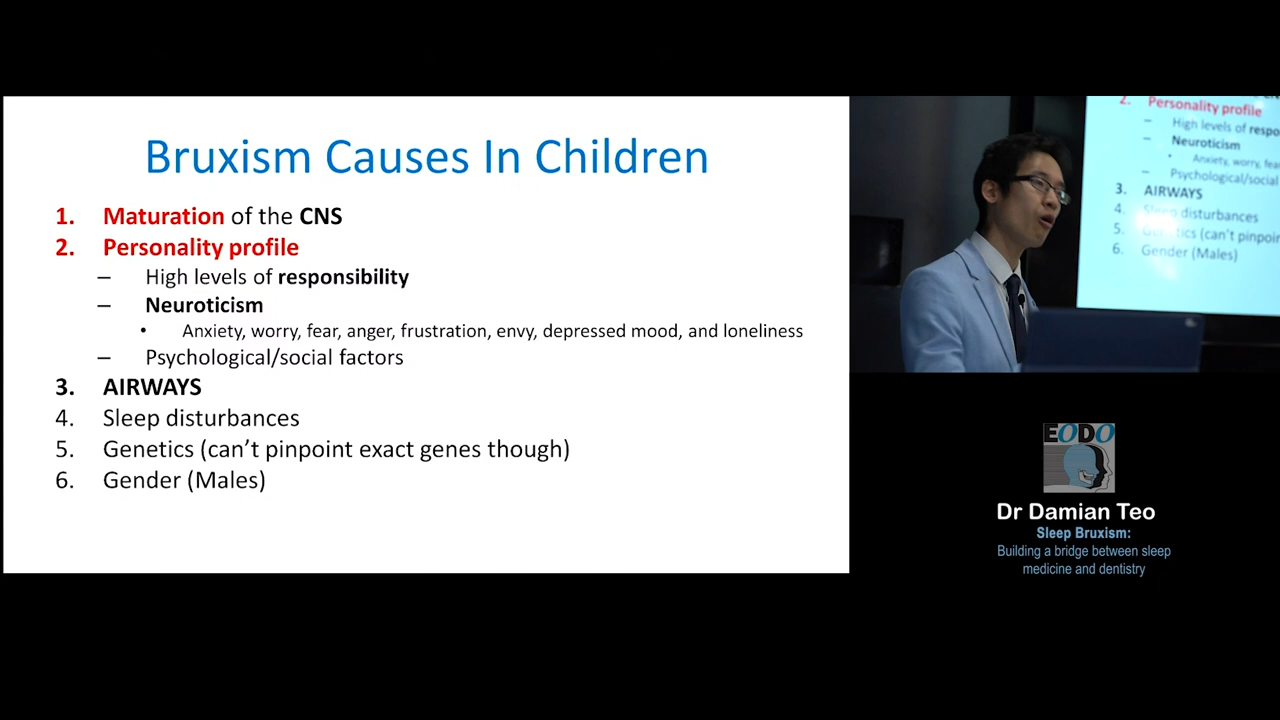 Bruxism Causes In Children
1. Maturation of the CNS
2. Personality profile
– High levels of responsibility
– Neuroticism
• Anxiety, worry, fear, anger, frustration, envy, depressed mood, and loneliness
– Psychological/social factors
3. AIRWAYS
4. Sleep disturbances
5. Genetics (can’t pinpoint exact genes though)
6. Gender (Males)
2. Personality profile
– High levels of respo
– Neuroticism
• Anxiety, worry, fea
– Psychological/social
3. AIRWAYS
4. Sleep disturbances
5. Genetics (can't pinpoin
6. Gender (Males)
EODO
Dr Damian Teo
Sleep Bruxism:
Building a bridge between sleep
medicine and dentistry